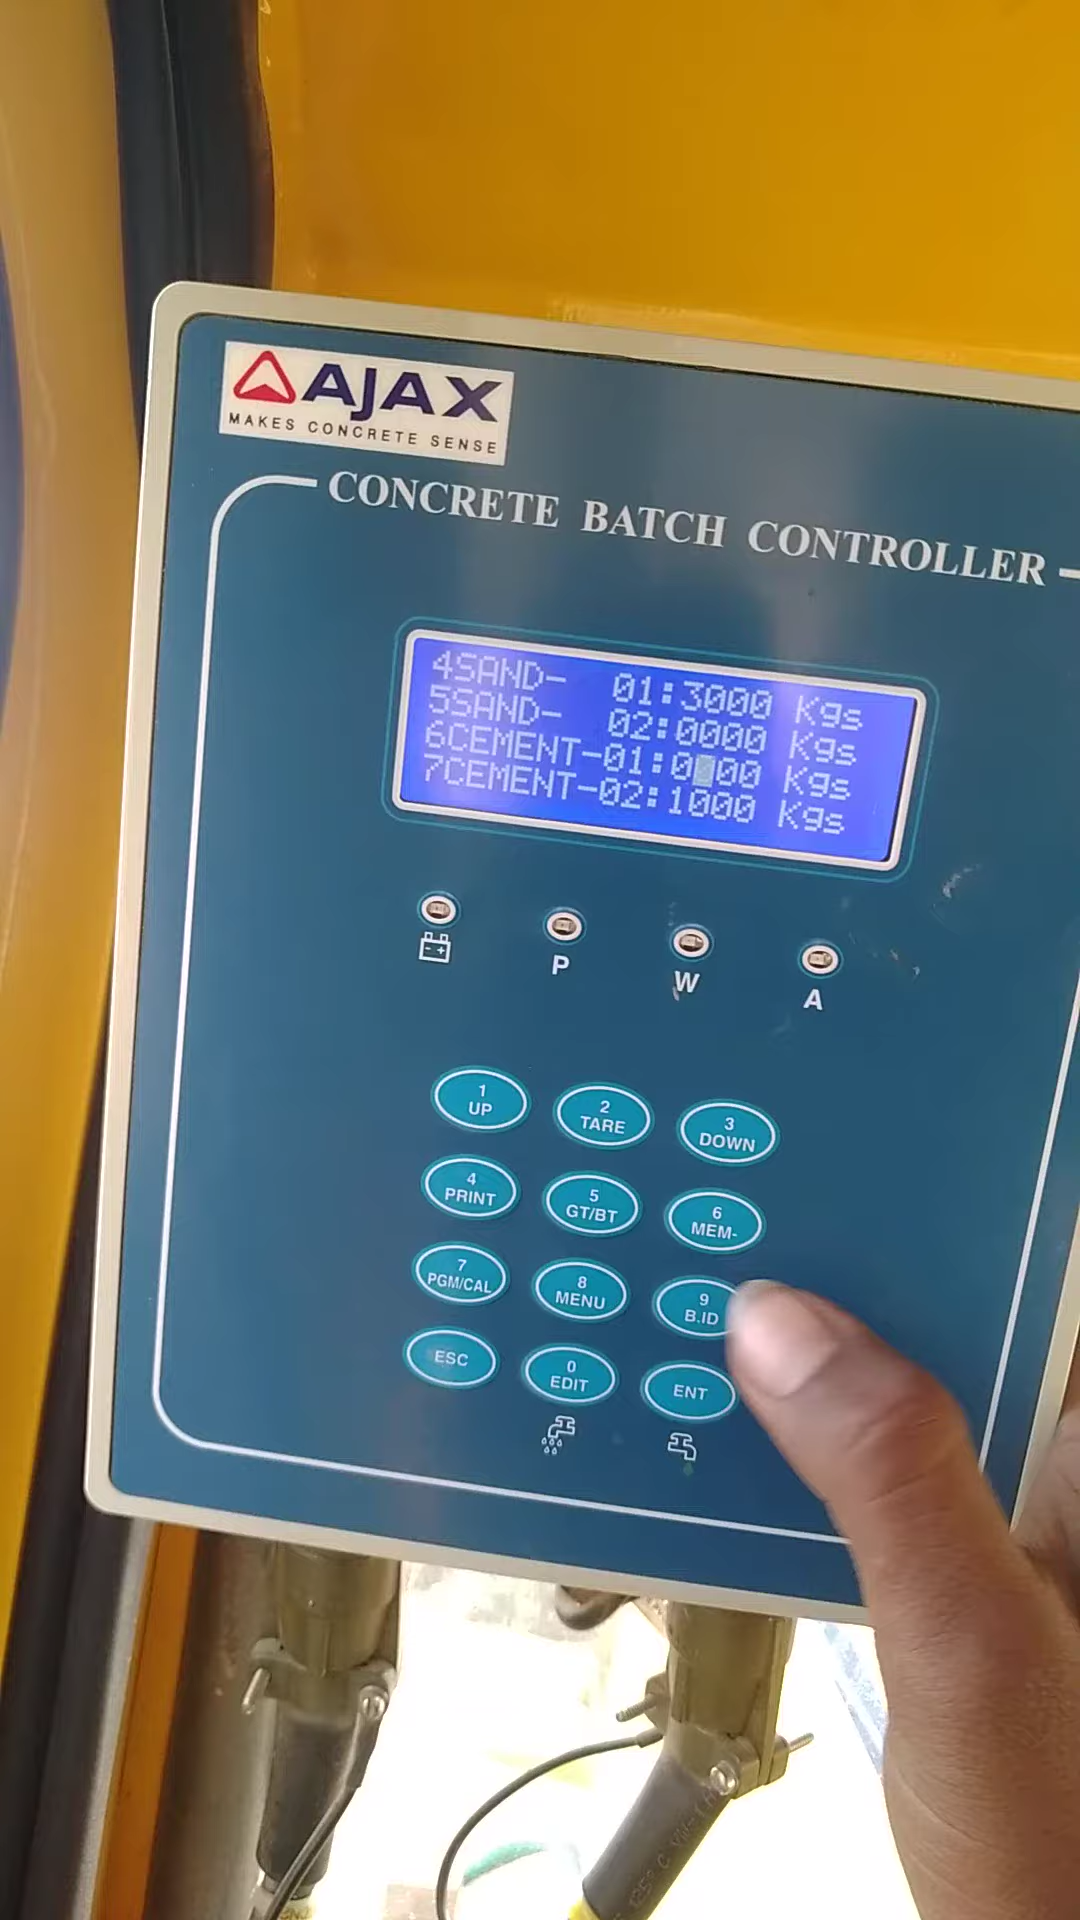 AJAX
MAKES CONCRETE SENSE
CONCRETE BATCH CONTROLLER
4SAND- 01:3000 Kgs
5SAND- 02:0000 Kgs
6CEMENT-01:0000 Kgs
7CEMENT-02:1000 Kgs
P
W
A
1
UP
2
TARE
3
DOWN
4
PRINT
5
GT/BT
6
MEM-
7
PGM/CAL
8
MENU
9
B.ID
ESC
0
EDIT
ENT